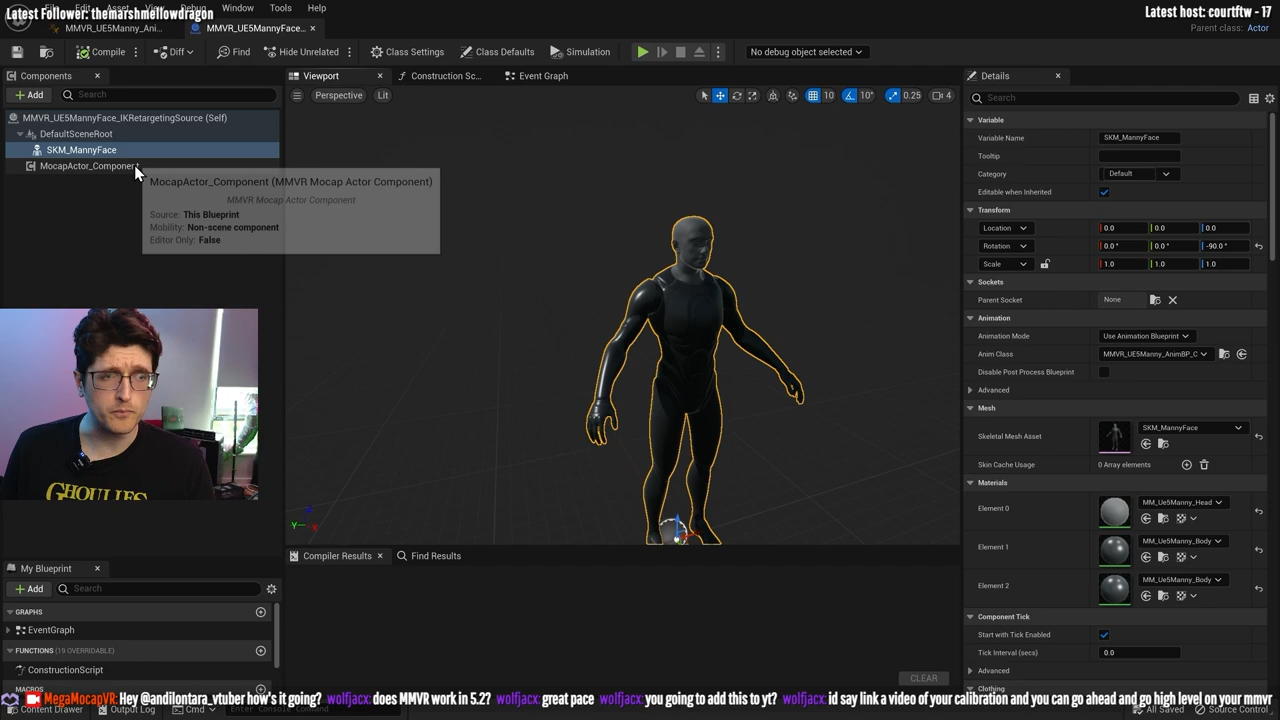 Latest Follower: themarshmellowdragon
Debug
Window
Tools
Help
Latest host: courtftw - 17
MMVR_UE5Manny_Ani...
MMVR_UE5MannyFace...
Parent class: Actor
Compile
Diff
Find
Hide Unrelated
Class Settings
Class Defaults
Simulation
No debug object selected
Components
Viewport
Construction Sc...
Event Graph
Details
Add
Search
Perspective
Lit
10
10°
0.25
4
Search
MMVR_UE5MannyFace_IKRetargetingSource (Self)
DefaultSceneRoot
SKM_MannyFace
MocapActor_Component
MocapActor_Component (MMVR Mocap Actor Component)
MMVR Mocap Actor Component
Source: This Blueprint
Mobility: Non-scene component
Editor Only: False
Variable
Variable Name
SKM_MannyFace
Tooltip
Category
Default
Editable when Inherited
Transform
Location
0.0
0.0
0.0
Rotation
0.0 °
0.0 °
-90.0 °
Scale
1.0
1.0
1.0
Sockets
Parent Socket
None
Animation
Animation Mode
Use Animation Blueprint
Anim Class
MMVR_UE5Manny_AnimBP_C
Disable Post Process Blueprint
Advanced
Mesh
Skeletal Mesh Asset
SKM_MannyFace
Skin Cache Usage
0 Array elements
Materials
Element 0
MM_Ue5Manny_Head
Element 1
MM_Ue5Manny_Body
Element 2
MM_Ue5Manny_Body
Component Tick
Start with Tick Enabled
Tick Interval (secs)
0.0
Advanced
Clothing
GHOULIES
Z
Y
X
Compiler Results
Find Results
CLEAR
My Blueprint
Add
Search
GRAPHS
EventGraph
FUNCTIONS (19 OVERRIDABLE)
ConstructionScript
MACROS
MegaMocapVR: Hey @andilontara_vtuber how's it going? wolfjacx: does MMVR work in 5.2? wolfjacx: great pace wolfjacx: you going to add this to yt? wolfjacx: id say link a video of your calibration and you can go ahead and go high level on your mmvr
Content Drawer
Output Log
Cmd
All Saved
Source Control